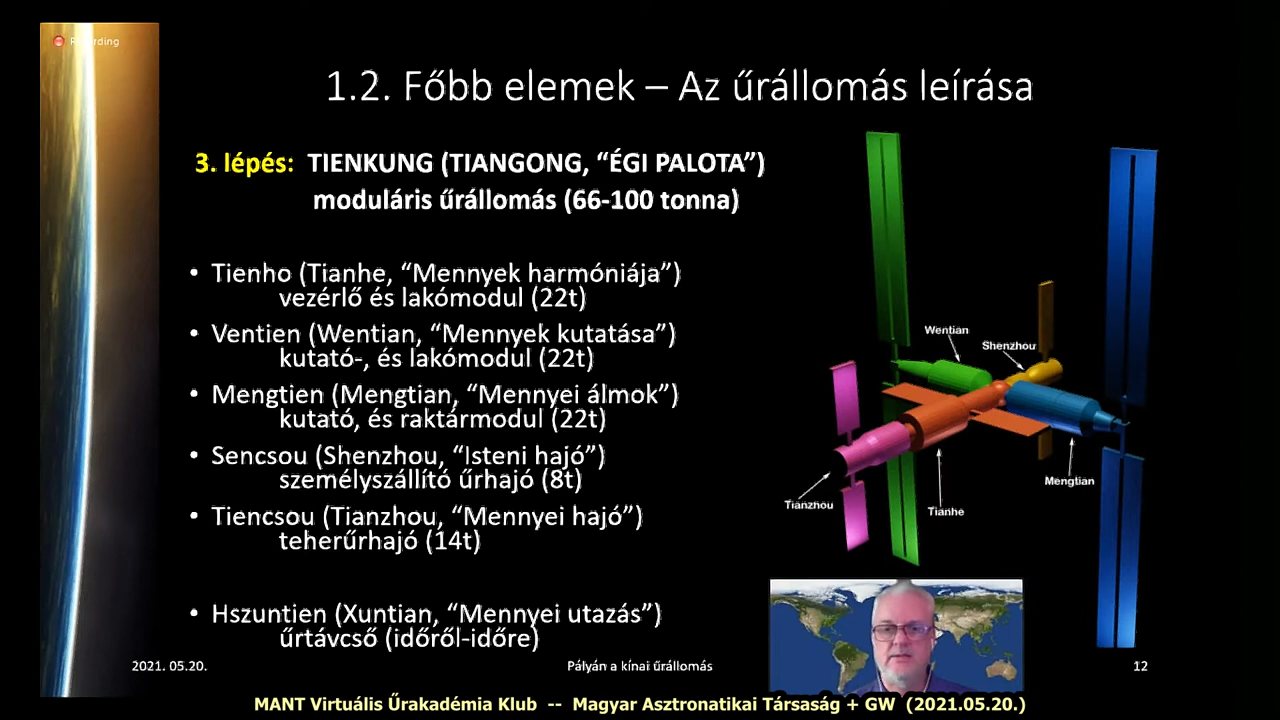 Recording
1.2. Főbb elemek – Az űrállomás leírása
3. lépés: TIENKUNG (TIANGONG, “ÉGI PALOTA”)
moduláris űrállomás (66-100 tonna)
• Tienho (Tianhe, “Mennyek harmóniája”)
vezérlő és lakómodul (22t)
• Ventien (Wentian, “Mennyek kutatása”)
kutató-, és lakómodul (22t)
• Mengtien (Mengtian, “Mennyei álmok”)
kutató, és raktármodul (22t)
• Sencsou (Shenzhou, “Isteni hajó”)
személyszállító űrhajó (8t)
• Tiencsou (Tianzhou, “Mennyei hajó”)
teherűrhajó (14t)
• Hszuntien (Xuntian, “Mennyei utazás”)
űrtávcső (időről-időre)
Wentian
Shenzhou
Mengtian
Tianzhou
Tianhe
2021. 05.20.
Pályán a kínai űrállomás
12
MANT Virtuális Űrakadémia Klub -- Magyar Asztronatikai Társaság + GW (2021.05.20.)